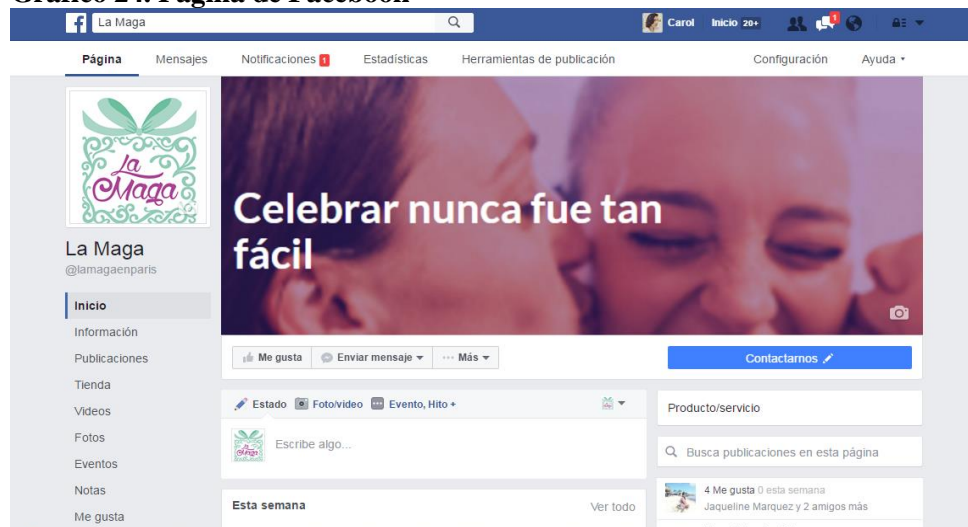 Gráfico 24. Página de Facebook
La Maga
Carol Inicio 20+
1
Página Mensajes Notificaciones 1 Estadísticas Herramientas de publicación Configuración Ayuda
La Maga
Celebrar nunca fue tan
fácil
La Maga
@lamagaenparis
Inicio
Información
Publicaciones
Tienda
Videos
Fotos
Eventos
Notas
Me gusta
Me gusta Enviar mensaje ... Más
Contactarnos
Estado Foto/video Evento, Hito +
La Maga
Escribe algo...
Esta semana Ver todo
Producto/servicio
Busca publicaciones en esta página
4 Me gusta 0 esta semana
Jaqueline Marquez y 2 amigos más